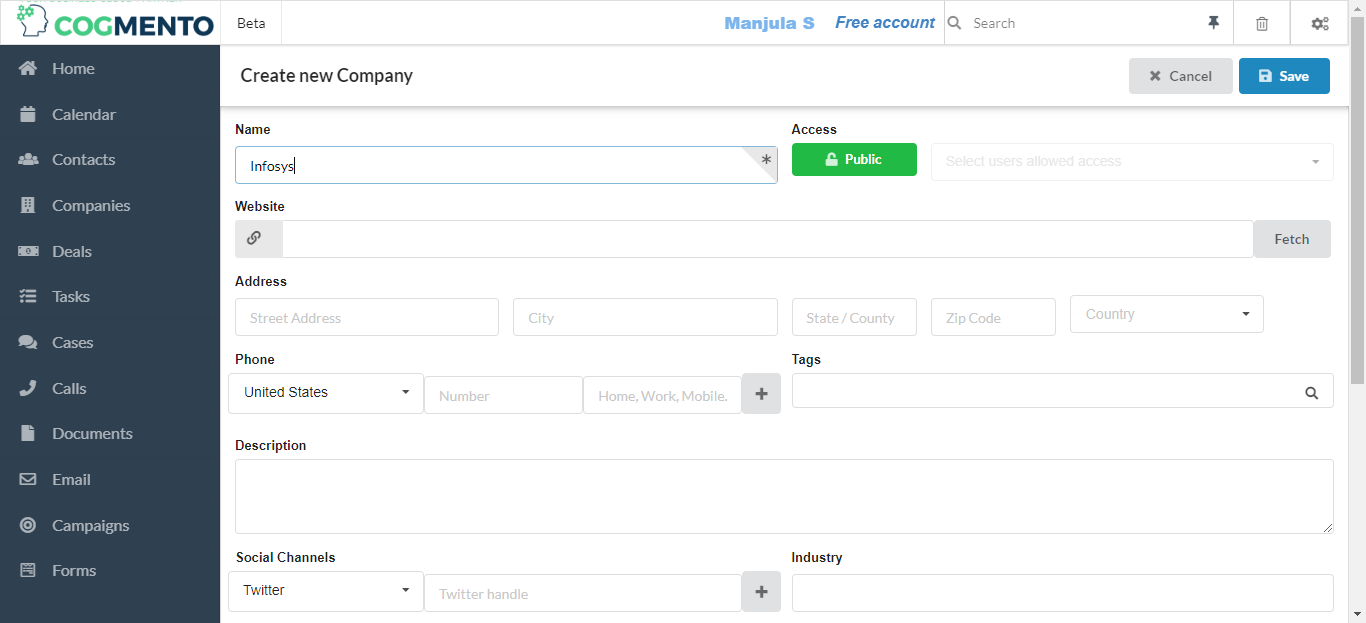 COGMENTO
Beta
Manjula S
Free account
Search
Home
Calendar
Contacts
Companies
Deals
Tasks
Cases
Calls
Documents
Email
Campaigns
Forms
Create new Company
Cancel
Save
Name
Access
Infosys
*
Public
Select users allowed access
Website
Fetch
Address
Street Address
City
State / County
Zip Code
Country
Phone
Tags
United States
Number
Home, Work, Mobile.
Description
Social Channels
Industry
Twitter
Twitter handle